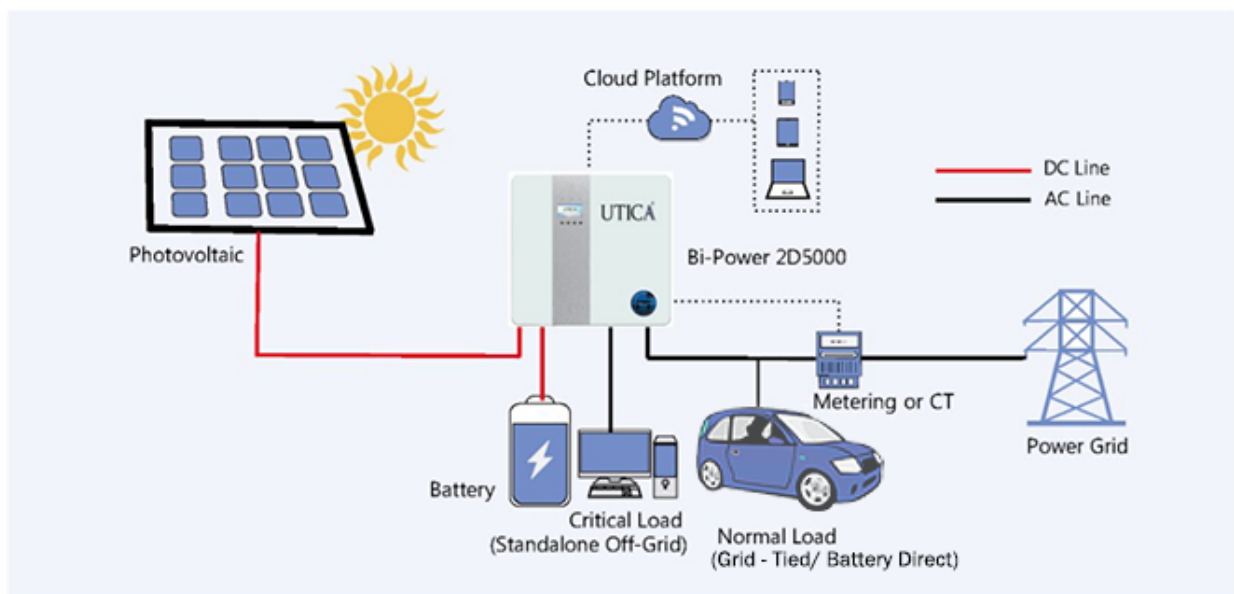 Cloud Platform
DC Line
AC Line
UTICA
Photovoltaic
Bi-Power 2D5000
Metering or CT
Power Grid
Battery
Critical Load
(Standalone Off-Grid)
Normal Load
(Grid - Tied/ Battery Direct)